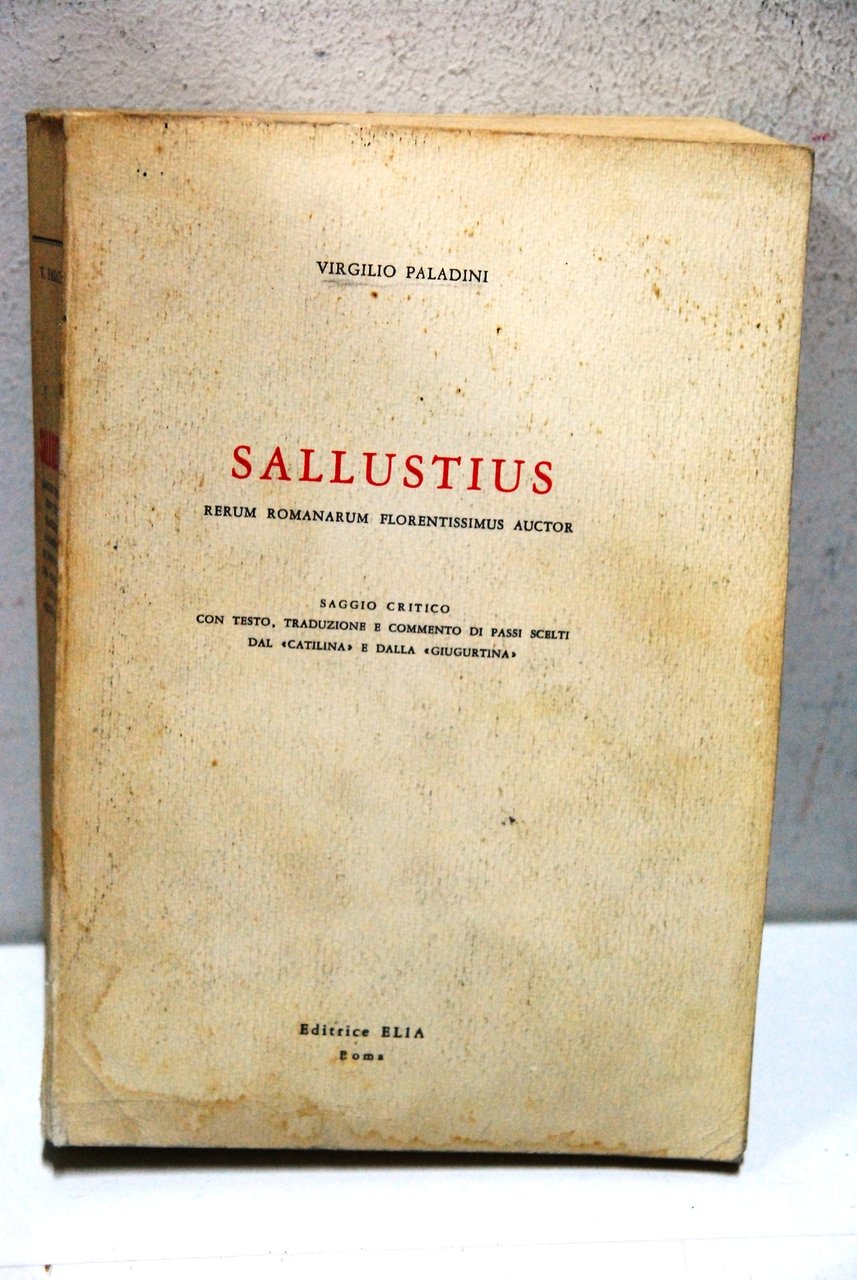 VIRGILIO PALADINI
SALLUSTIUS
RERUM ROMANARUM FLORENTISSIMUS AUCTOR
SAGGIO CRITICO
CON TESTO, TRADUZIONE E COMMENTO DI PASSI SCELTI
DAL «CATILINA» E DALLA «GIUGURTINA»
Editrice ELIA
Roma